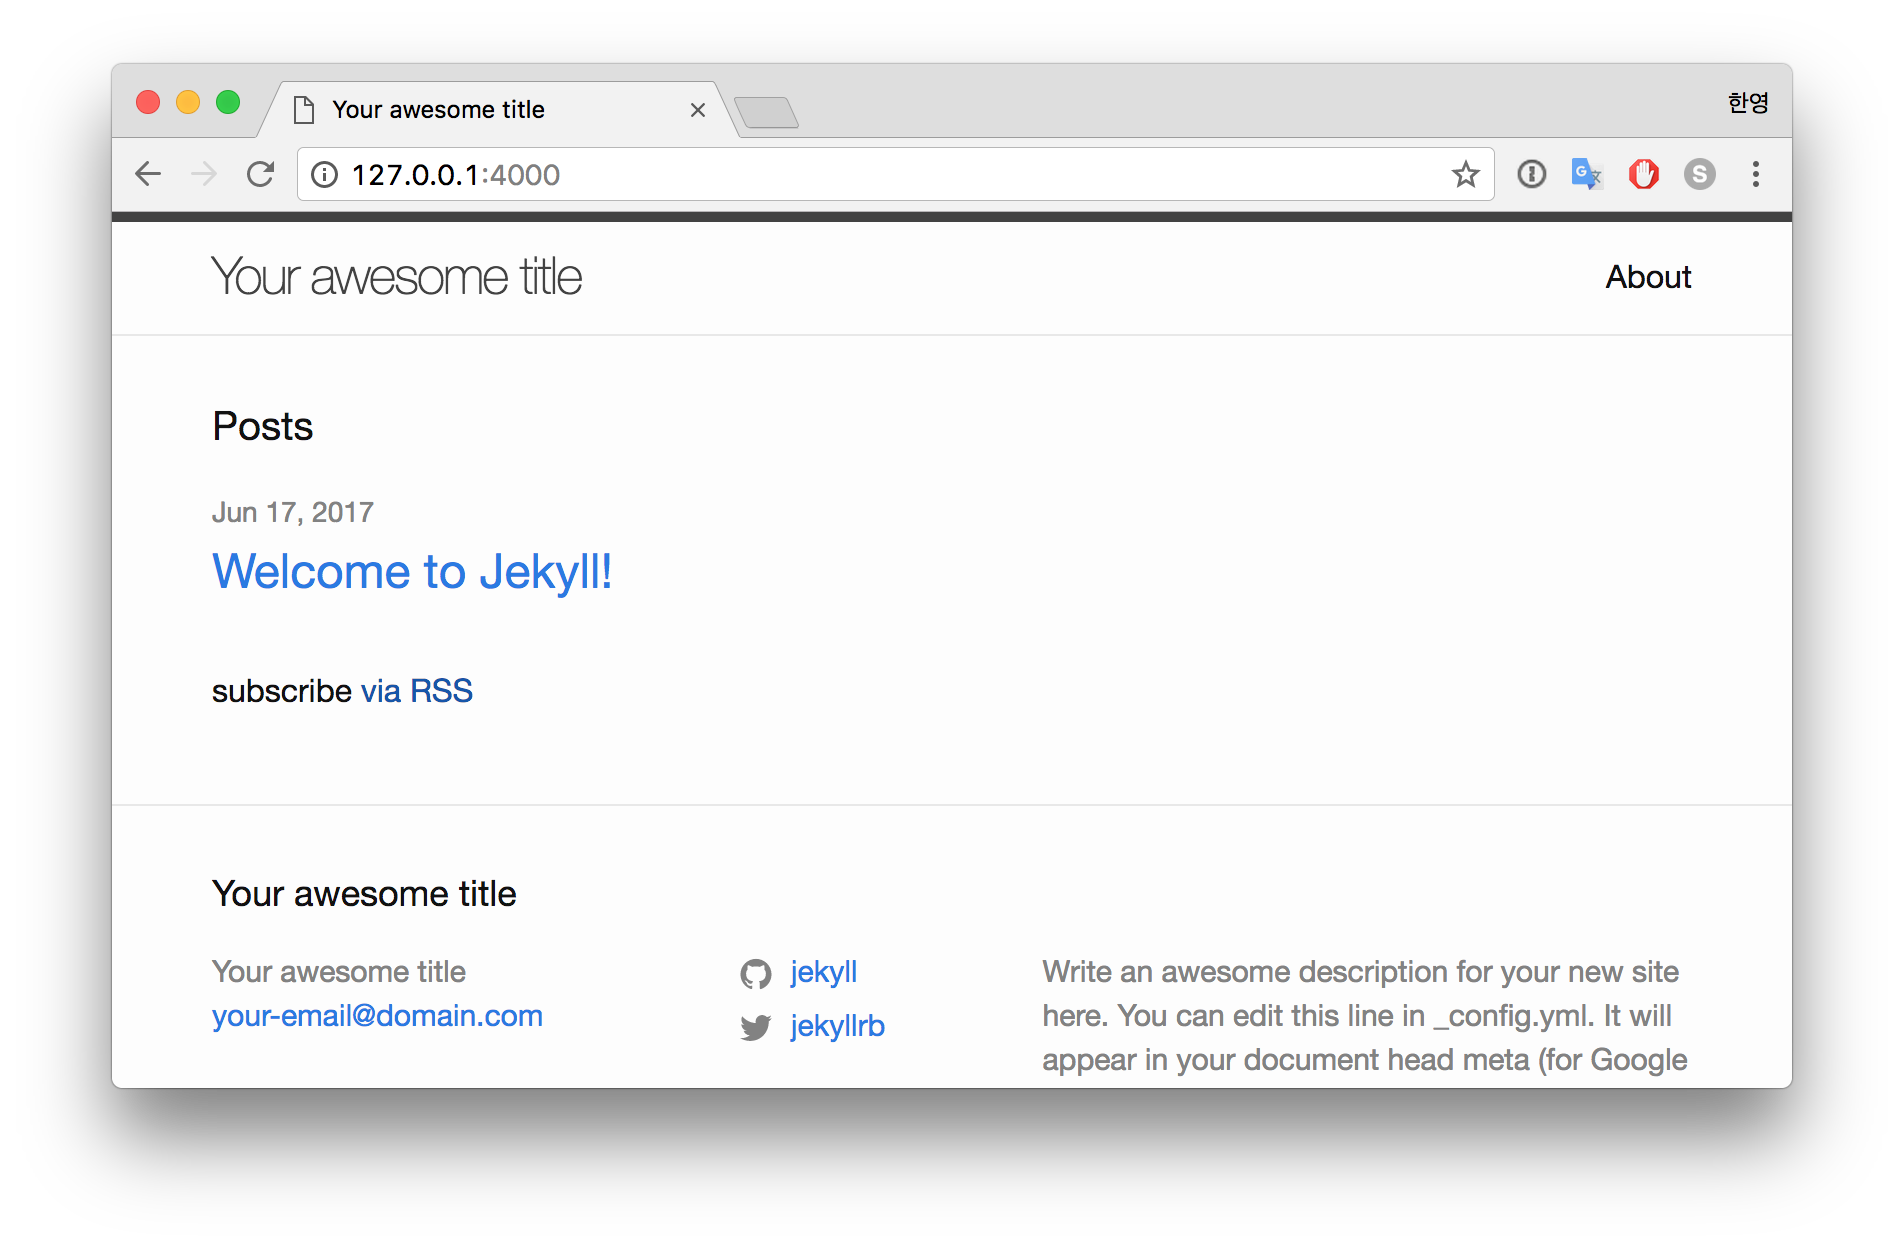 Your awesome title
한영
127.0.0.1:4000
Your awesome title
About
Posts
Jun 17, 2017
Welcome to Jekyll!
subscribe via RSS
Your awesome title
Your awesome title
your-email@domain.com
jekyll
jekyllrb
Write an awesome description for your new site
here. You can edit this line in _config.yml. It will
appear in your document head meta (for Google